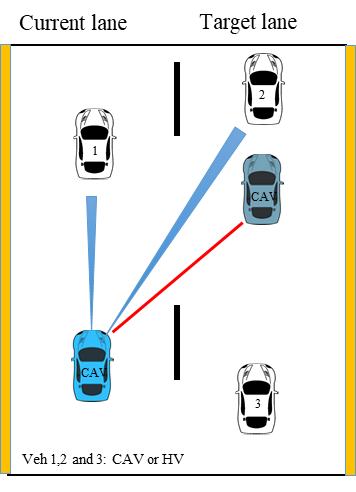 Current lane
Target lane
2
1
CAV
CAV
3
Veh 1,2 and 3: CAV or HV